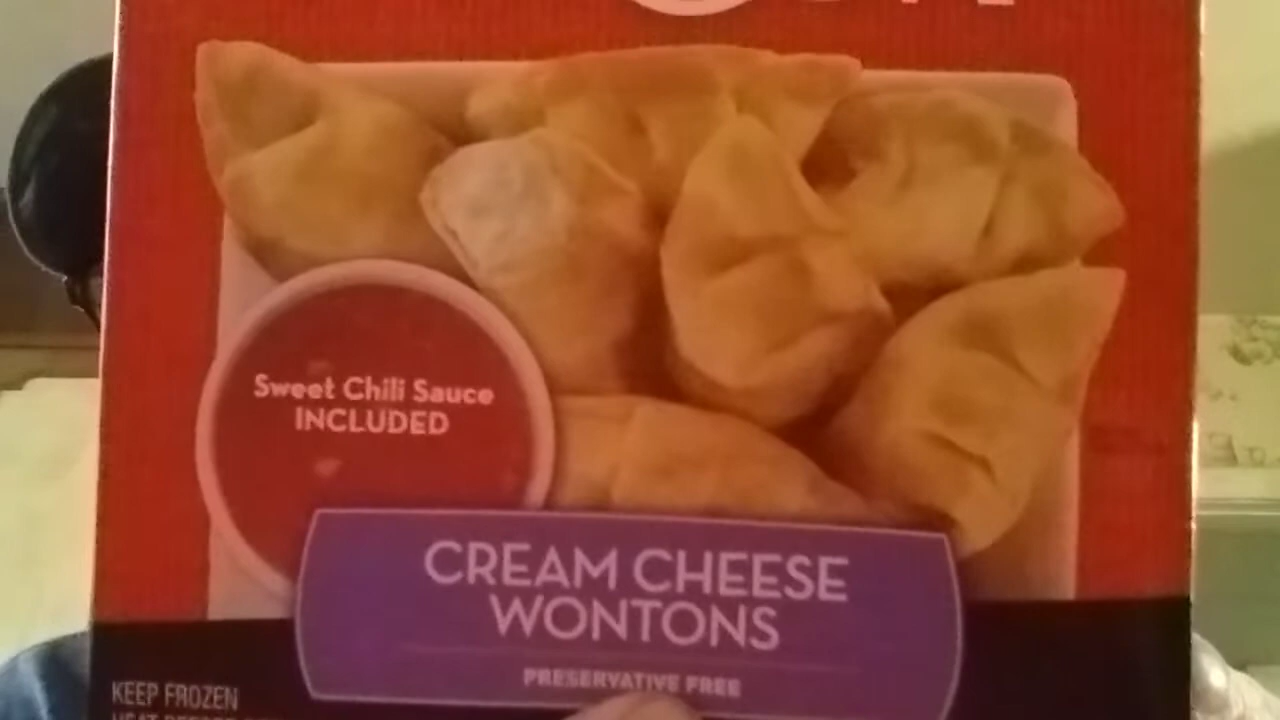 Sweet Chili Sauce
INCLUDED
CREAM CHEESE
WONTONS
PRESERVATIVE FREE
KEEP FROZEN